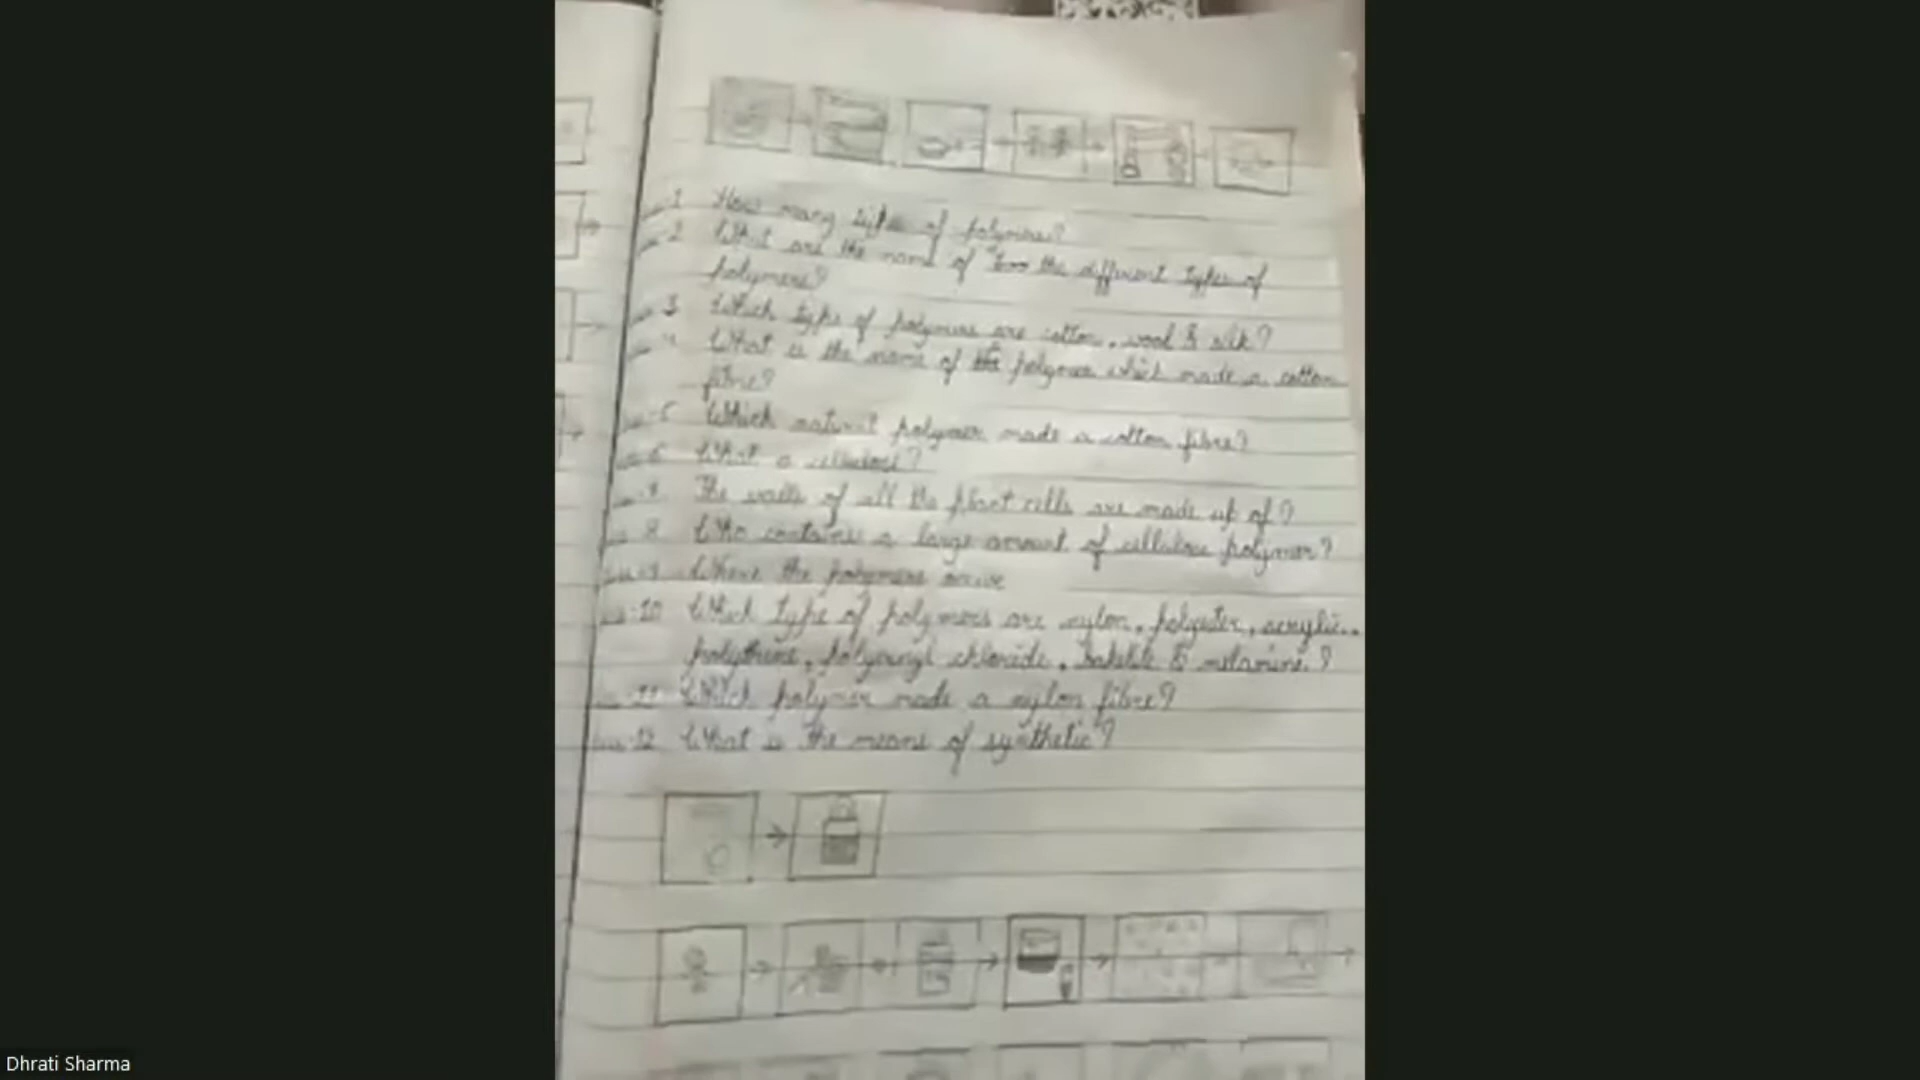 1 How many types of polymers?
2 What are the name of the different types of
polymers?
3 Which type of polymers are cotton, wool & silk?
4 What is the name of the polymer which made a cotton
fibre?
5 Which natural polymer made a cotton fibre?
6 What a cellulose?
7 The walls of all the plant cells are made up of?
8 Who contains a large amount of cellulose polymer?
9 Where the polymers
10 Which type of polymers are nylon, polyester, acrylic,
polythene, polyvinyl chloride, bakelite & melamine?
11 Which polymer made a nylon fibre?
12 What is the means of synthetic?
Dhrati Sharma